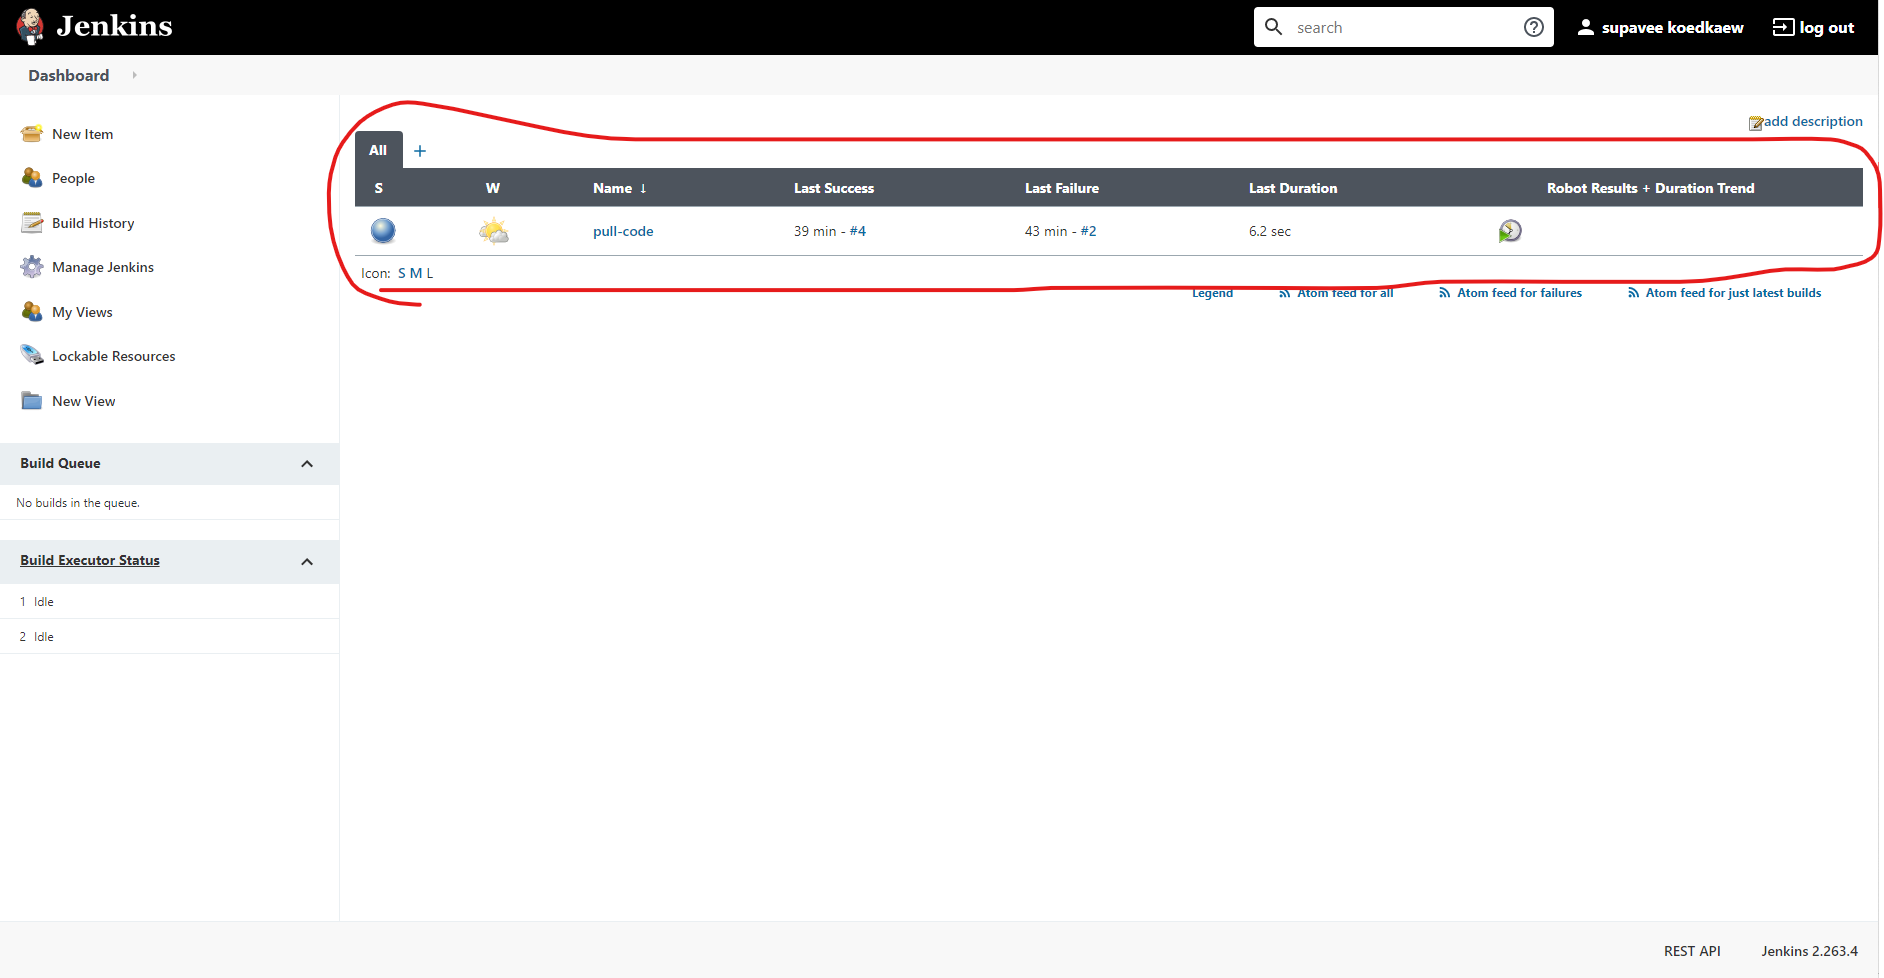 Jenkins
search
supavee koedkaew
log out
Dashboard
add description
New Item
People
Build History
Manage Jenkins
My Views
Lockable Resources
New View
Build Queue
No builds in the queue.
Build Executor Status
1 Idle
2 Idle
All +
S W Name ↓ Last Success Last Failure Last Duration Robot Results + Duration Trend
pull-code 39 min - #4 43 min - #2 6.2 sec
Icon: S M L
Legend Atom feed for all Atom feed for failures Atom feed for just latest builds
REST API Jenkins 2.263.4